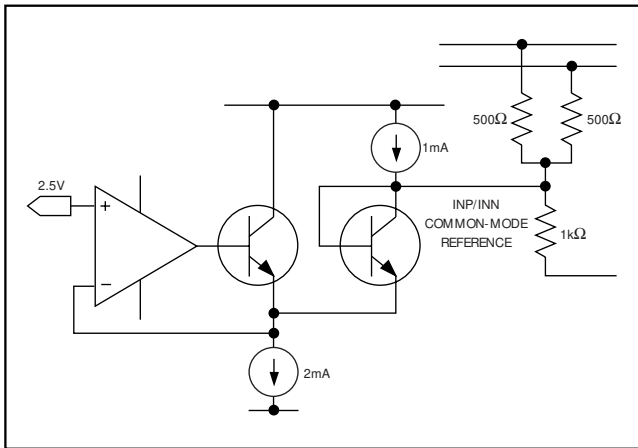 500Ω
500Ω
1mA
2.5V
+
INP/INN
COMMON-MODE
REFERENCE
1kΩ
−
2mA